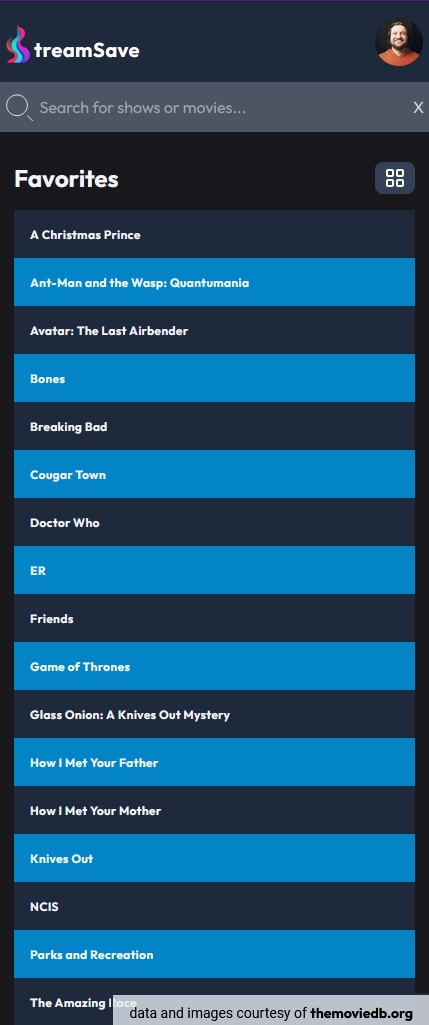 treamSave
Search for shows or movies...
X
Favorites
A Christmas Prince
Ant-Man and the Wasp: Quantumania
Avatar: The Last Airbender
Bones
Breaking Bad
Cougar Town
Doctor Who
ER
Friends
Game of Thrones
Glass Onion: A Knives Out Mystery
How I Met Your Father
How I Met Your Mother
Knives Out
NCIS
Parks and Recreation
The Amazing Race
data and images courtesy of themoviedb.org